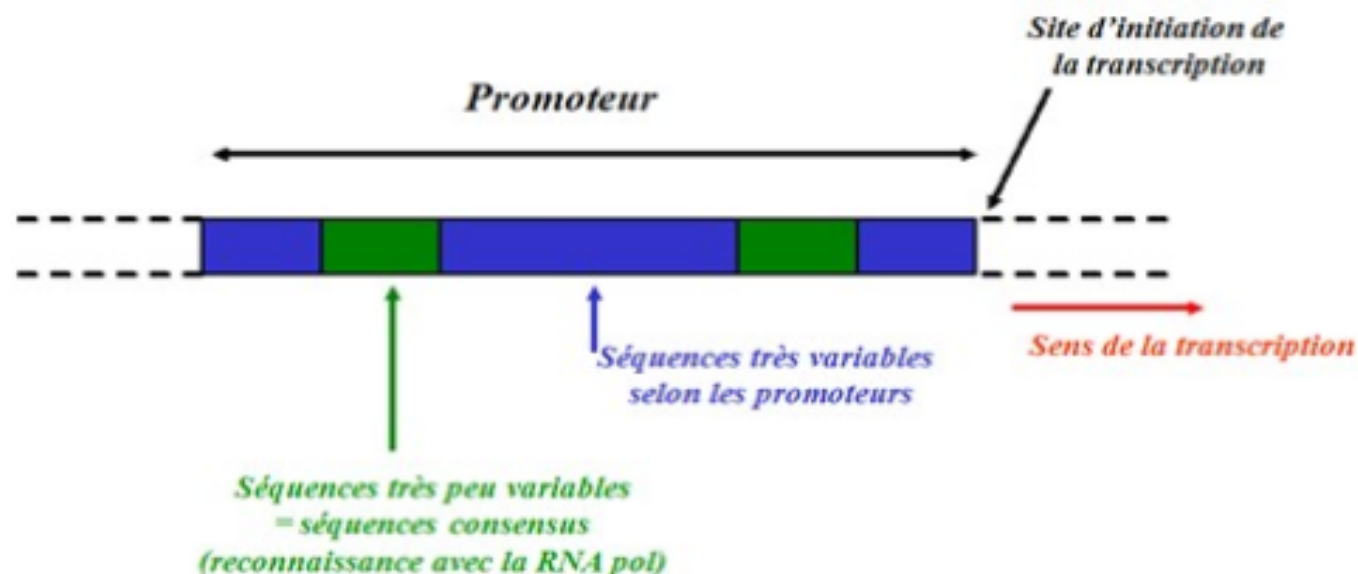 Site d'initiation de
la transcription
Promoteur
Séquences très variables
selon les promoteurs
Sens de la transcription
Séquences très peu variables
= séquences consensus
(reconnaissance avec la RNA pol)